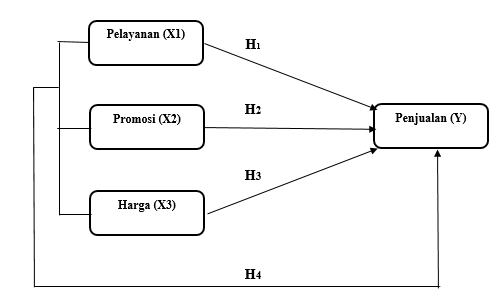 Pelayanan (X1)
H1
Promosi (X2)
H2
Penjualan (Y)
H3
Harga (X3)
H4